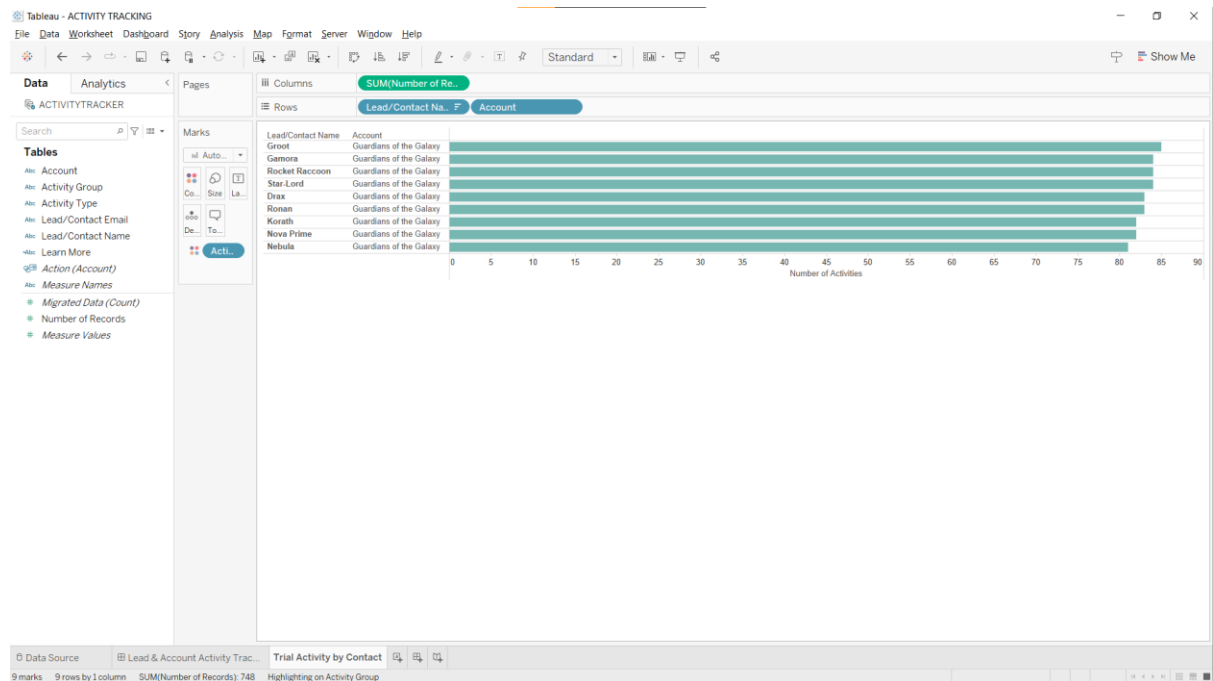 Tableau - ACTIVITY TRACKING
File Data Worksheet Dashboard Story Analysis Map Format Server Window Help
Standard
Show Me
Data Analytics
Pages
Columns SUM(Number of Re..
ACTIVITYTRACKER
Rows Lead/Contact Na.. Account
Search
Marks
Tables
Auto...
Abc Account
Abc Activity Group
Abc Activity Type
Abc Lead/Contact Email
Abc Lead/Contact Name
Abc Learn More
Action (Account)
Abc Measure Names
# Migrated Data (Count)
# Number of Records
# Measure Values
Co... Size La...
De... To...
Acti..
Lead/Contact Name Account
Groot Guardians of the Galaxy
Gamora Guardians of the Galaxy
Rocket Raccoon Guardians of the Galaxy
Star-Lord Guardians of the Galaxy
Drax Guardians of the Galaxy
Ronan Guardians of the Galaxy
Korath Guardians of the Galaxy
Nova Prime Guardians of the Galaxy
Nebula Guardians of the Galaxy
0 5 10 15 20 25 30 35 40 45 50 55 60 65 70 75 80 85 90
Number of Activities
Data Source Lead & Account Activity Trac... Trial Activity by Contact
9 marks 9 rows by 1 column SUM(Number of Records): 748 Highlighting on Activity Group